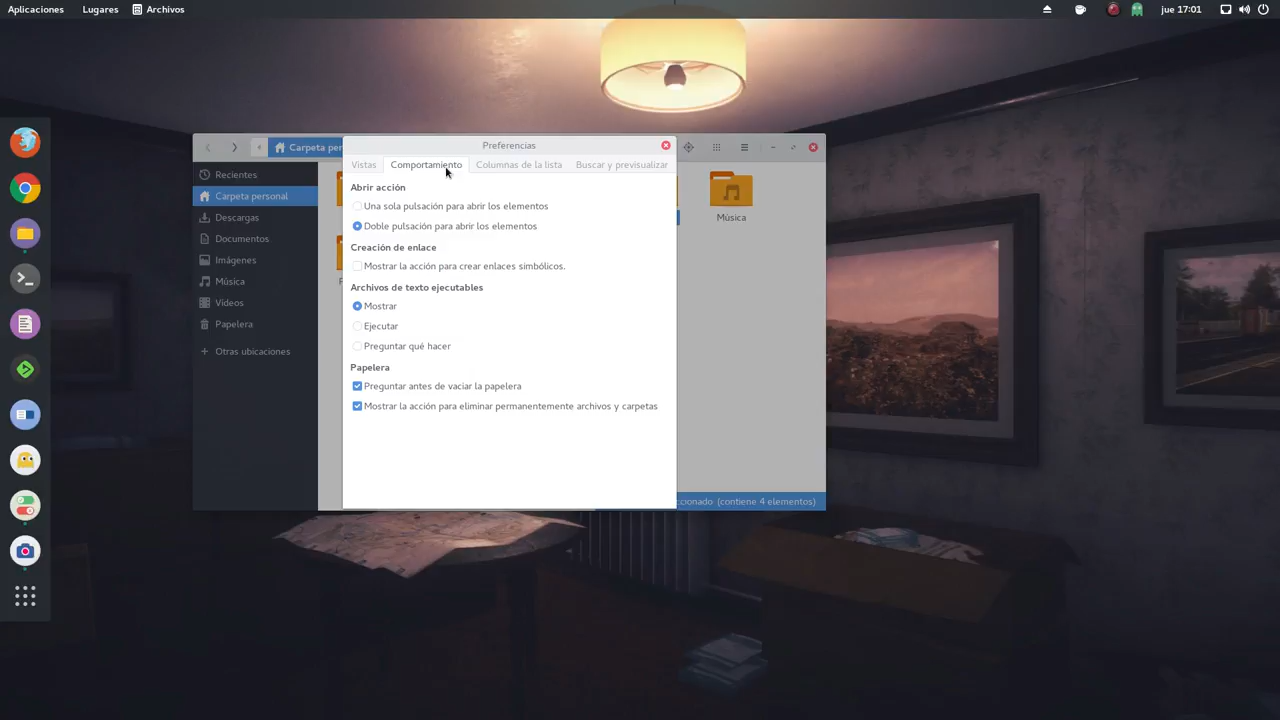 Aplicaciones Lugares Archivos jue 17:01
Carpeta per
Preferencias
Vistas Comportamiento Columnas de la lista Buscar y previsualizar
Recientes
Carpeta personal
Descargas
Documentos
Imágenes
Música
Vídeos
Papelera
Otras ubicaciones
Abrir acción
Una sola pulsación para abrir los elementos
Doble pulsación para abrir los elementos
Creación de enlace
Mostrar la acción para crear enlaces simbólicos.
Archivos de texto ejecutables
Mostrar
Ejecutar
Preguntar qué hacer
Papelera
Preguntar antes de vaciar la papelera
Mostrar la acción para eliminar permanentemente archivos y carpetas
Música
ccionado (contiene 4 elementos)